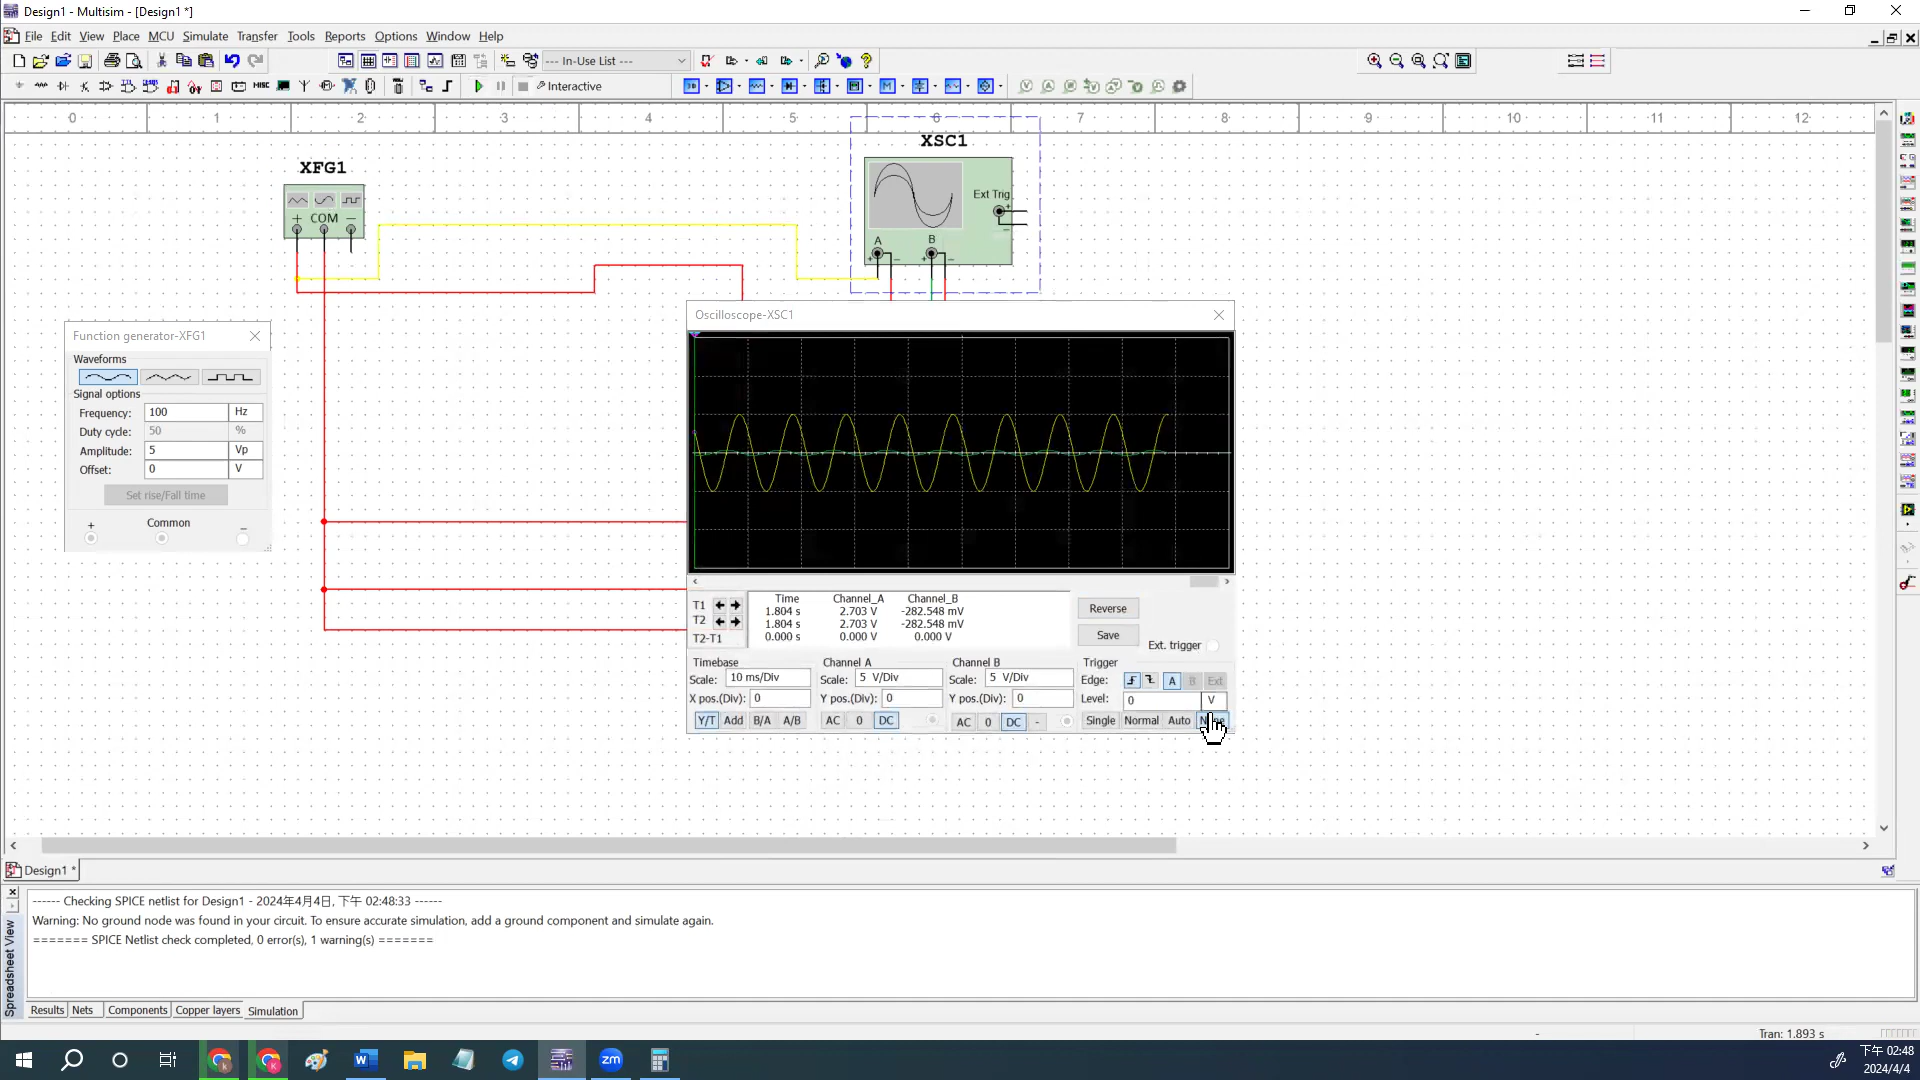 Design1 - Multisim - [Design1 *]
File Edit View Place MCU Simulate Transfer Tools Reports Options Window Help
--- In-Use List ---
MISC
Interactive
0 1 2 3 4 5 6 7 8 9 10 11 12
XFG1
+ COM −
XSC1
Ext Trig
A B
Function generator-XFG1
Waveforms
Signal options
Frequency: 100 Hz
Duty cycle: 50 %
Amplitude: 5 Vp
Offset: 0 V
Set rise/Fall time
+ Common −
Oscilloscope-XSC1
Time Channel_A Channel_B
T1 1.804 s 2.703 V -282.548 mV
T2 1.804 s 2.703 V -282.548 mV
T2-T1 0.000 s 0.000 V 0.000 V
Reverse
Save
Ext. trigger
Timebase
Scale: 10 ms/Div
X pos.(Div): 0
Y/T Add B/A A/B
Channel A
Scale: 5 V/Div
Y pos.(Div): 0
AC 0 DC
Channel B
Scale: 5 V/Div
Y pos.(Div): 0
AC 0 DC -
Trigger
Edge: A B Ext
Level: 0 V
Single Normal Auto
Design1 *
------ Checking SPICE netlist for Design1 - 2024年4月4日, 下午 02:48:33 ------
Warning: No ground node was found in your circuit. To ensure accurate simulation, add a ground component and simulate again.
======= SPICE Netlist check completed, 0 error(s), 1 warning(s) =======
Spreadsheet View
Results Nets Components Copper layers Simulation
- Tran: 1.893 s
下午 02:48
2024/4/4